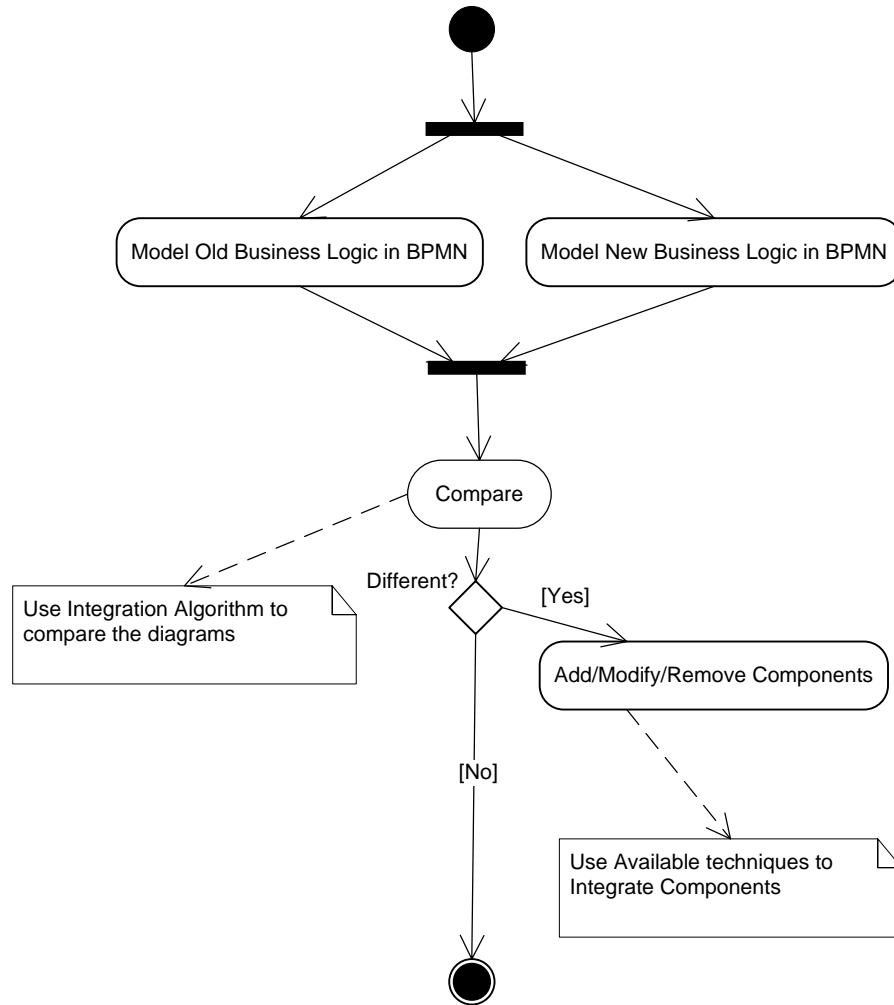 Model Old Business Logic in BPMN
Model New Business Logic in BPMN
Compare
Different?
[Yes]
Use Integration Algorithm to
compare the diagrams
Add/Modify/Remove Components
[No]
Use Available techniques to
Integrate Components